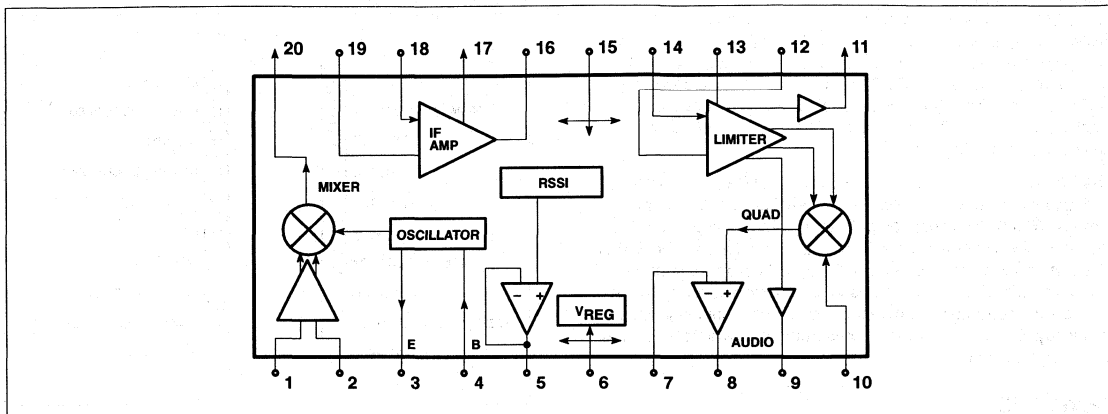 20 19 18 17 16 15 14 13 12 11
IF
AMP
LIMITER
RSSI
MIXER
QUAD
OSCILLATOR
− +
VREG
− +
E B AUDIO
1 2 3 4 5 6 7 8 9 10